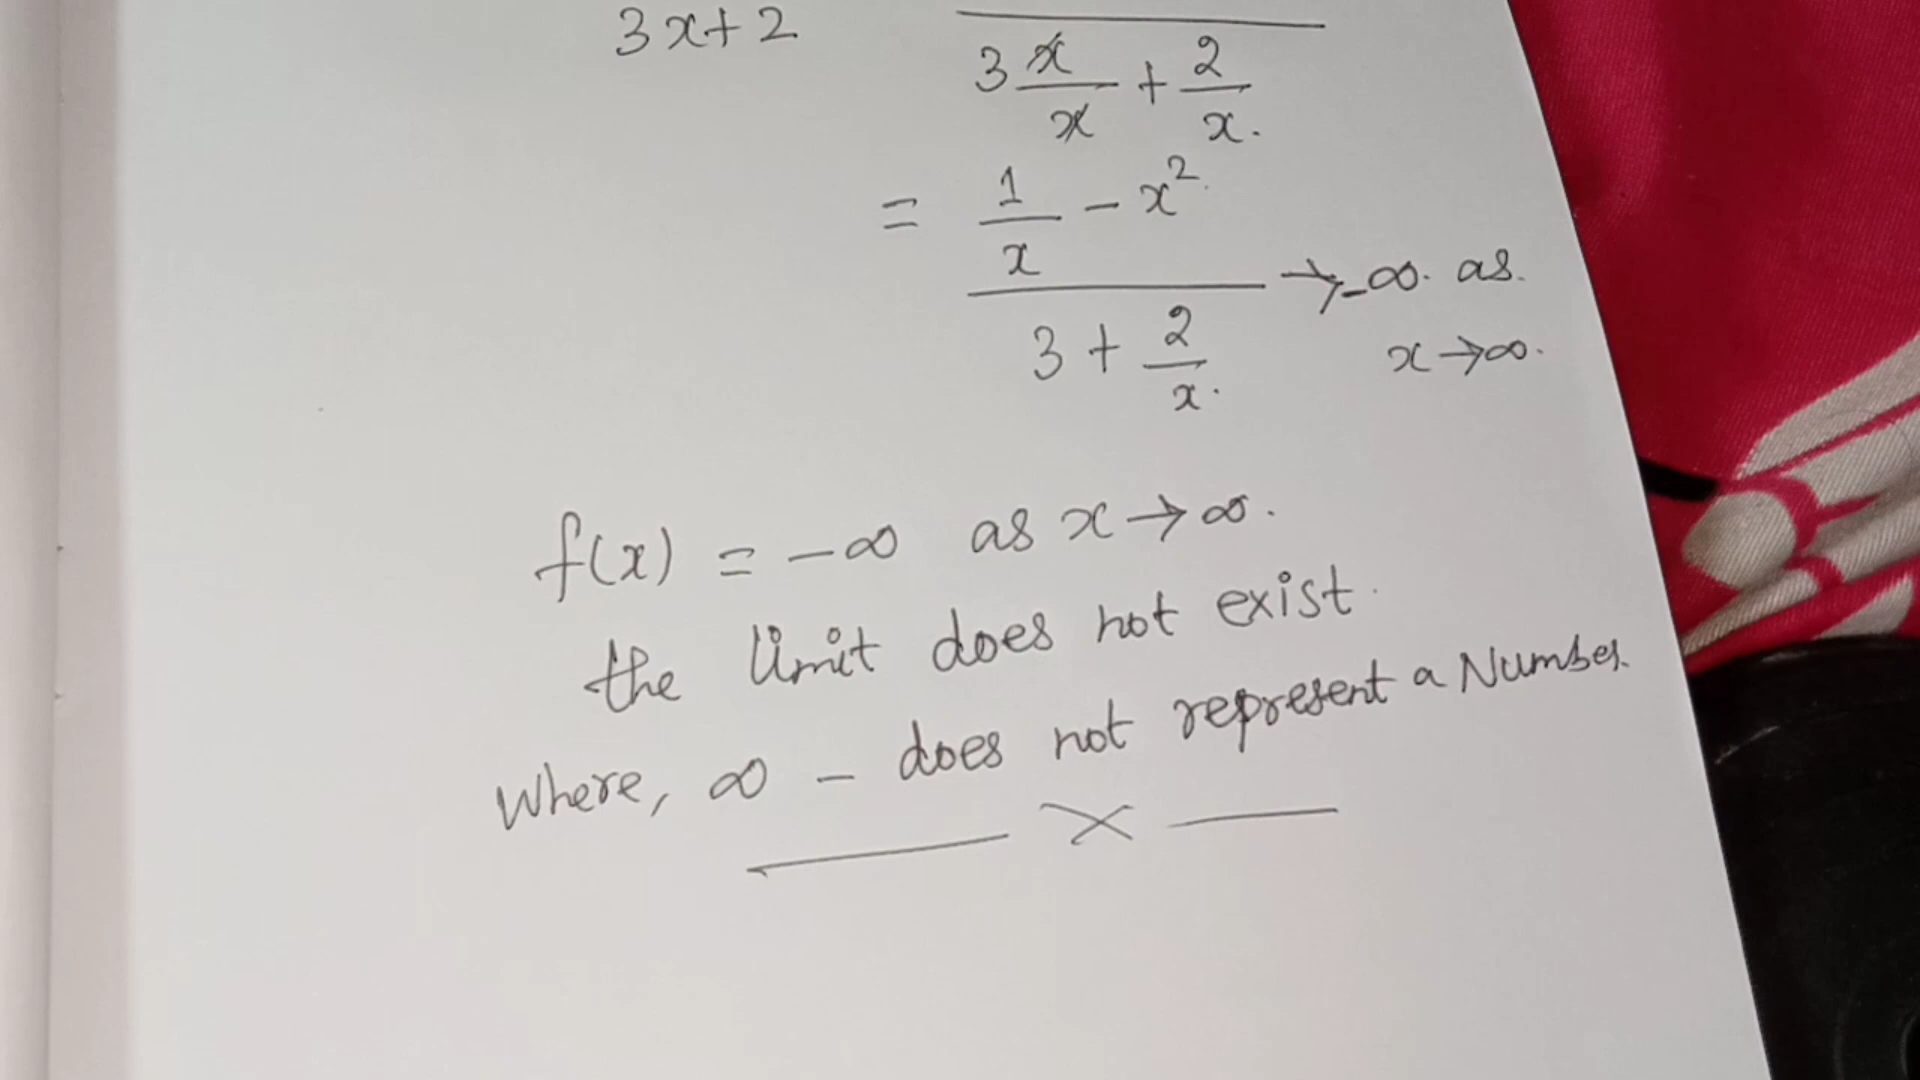 3x+2
3 x/x + 2/x.
= 1/x - x²
3 + 2/x.
→ -∞. as.
x→∞.
f(x) = -∞ as x→∞.
the limit does not exist.
where, ∞ - does not represent a Number.